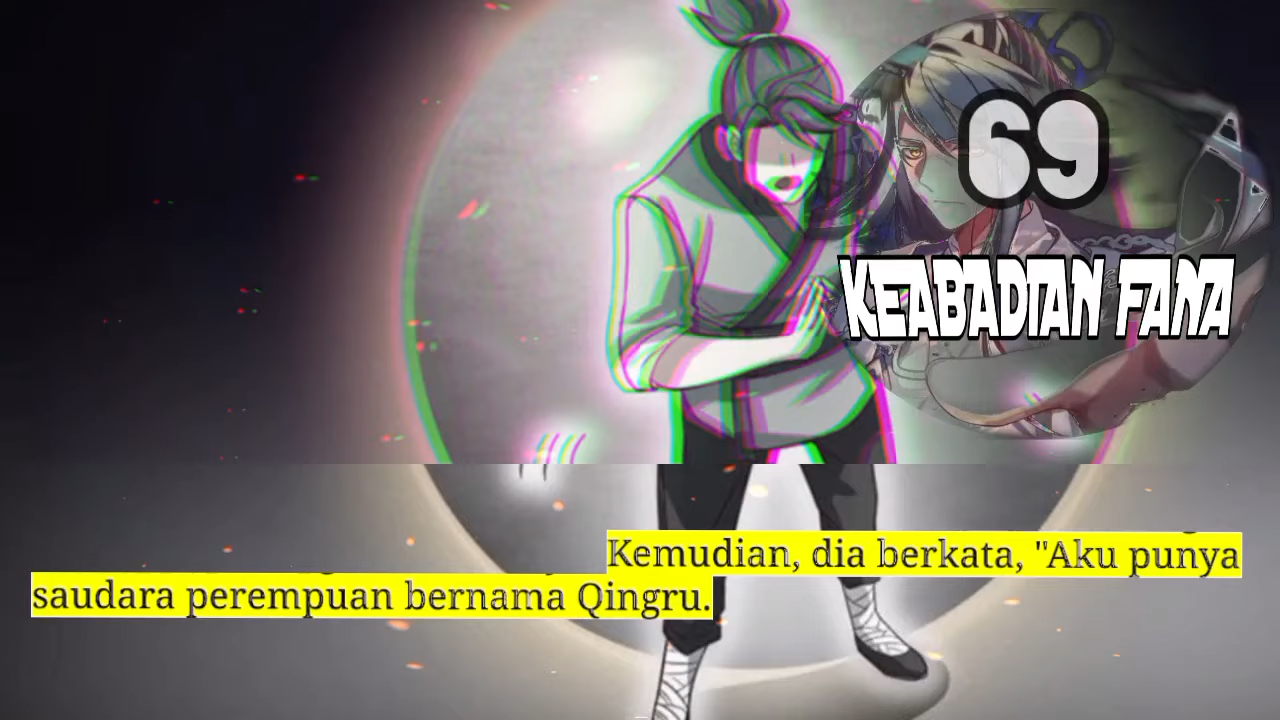 69
KEABADIAN FANA
Kemudian, dia berkata, "Aku punya
saudara perempuan bernama Qingru.